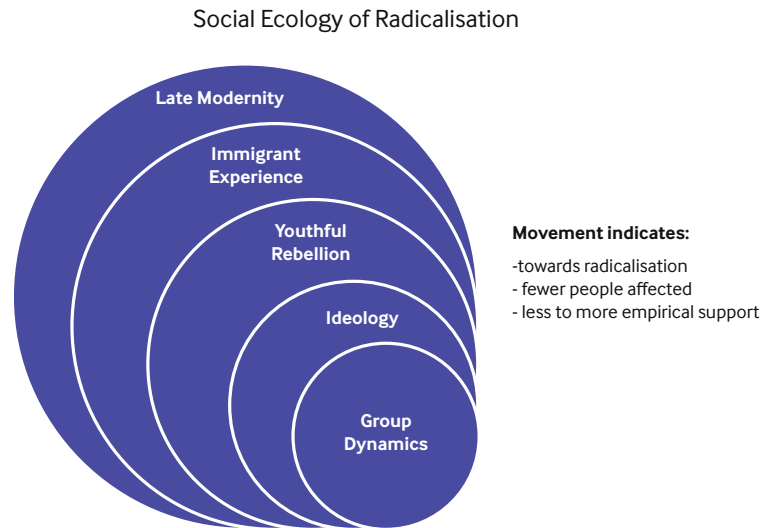 Social Ecology of Radicalisation
Late Modernity
Immigrant
Experience
Youthful
Rebellion
Ideology
Group
Dynamics
Movement indicates:
-towards radicalisation
- fewer people affected
- less to more empirical support